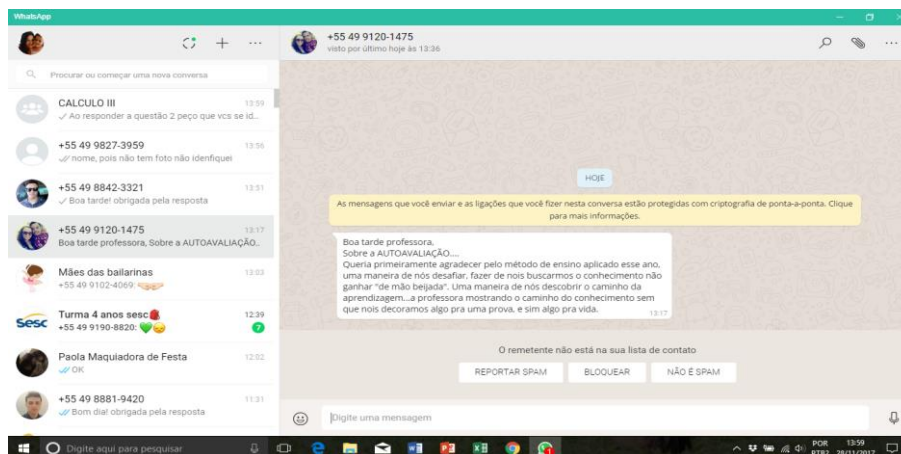 WhatsApp
+55 49 9120-1475
visto por último hoje às 13:36
Procurar ou começar uma nova conversa
CALCULO III 13:59
Ao responder a questão 2 peço que vcs se id...
+55 49 9827-3959 13:56
nome, pois não tem foto não idenfiquei
+55 49 8842-3321 13:51
Boa tarde! obrigada pela resposta
+55 49 9120-1475 13:17
Boa tarde professora, Sobre a AUTOAVALIAÇÃO...
Mães das bailarinas 13:03
+55 49 9102-4069:
Sesc
Turma 4 anos sesc 12:39
+55 49 9190-8820: 7
Paola Maquiadora de Festa 12:02
OK
+55 49 8881-9420 11:31
Bom dia! obrigada pela resposta
HOJE
As mensagens que você enviar e as ligações que você fizer nesta conversa estão protegidas com criptografia de ponta-a-ponta. Clique
para mais informações.
Boa tarde professora,
Sobre a AUTOAVALIAÇÃO....
Queria primeiramente agradecer pelo método de ensino aplicado esse ano,
uma maneira de nós desafiar, fazer de nois buscarmos o conhecimento não
ganhar "de mão beijada". Uma maneira de nós descobrir o caminho da
aprendizagem...a professora mostrando o caminho do conhecimento sem
que nois decoramos algo pra uma prova, e sim algo pra vida. 13:17
O remetente não está na sua lista de contato
REPORTAR SPAM BLOQUEAR NÃO É SPAM
Digite uma mensagem
Digite aqui para pesquisar
POR 13:59
PTB2 28/11/2017